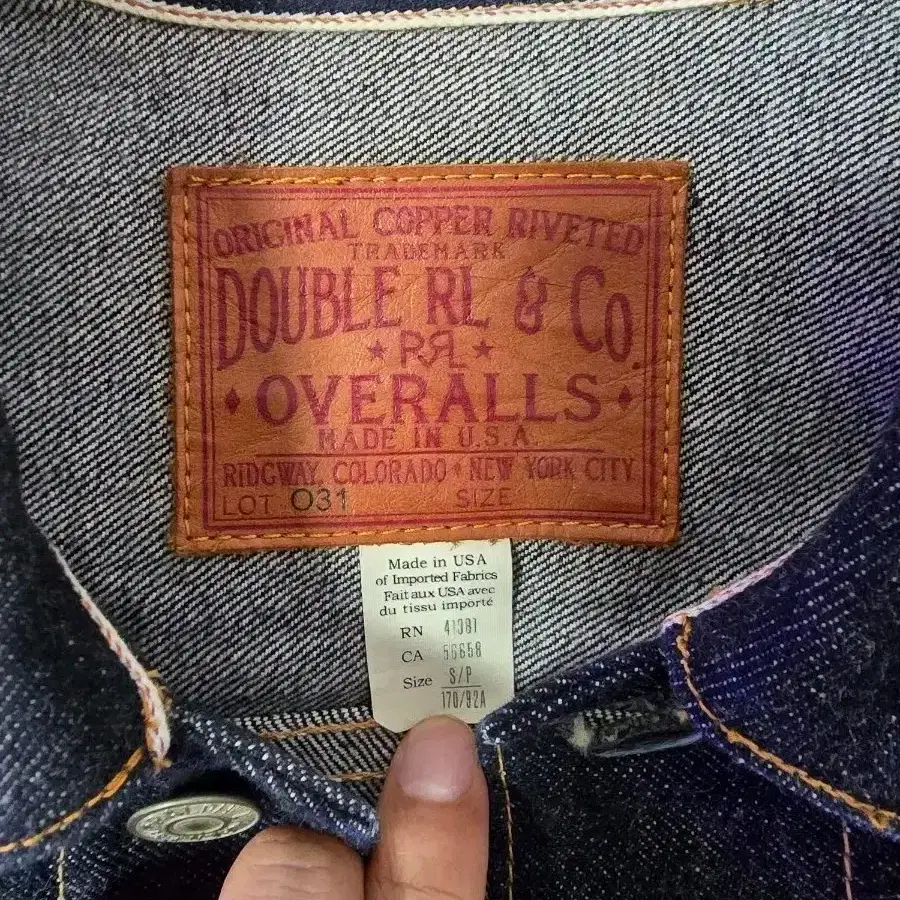 ORIGINAL COPPER RIVETED
TRADEMARK
DOUBLE RL & Co.
RRL
OVERALLS
MADE IN U.S.A.
RIDGWAY, COLORADO • NEW YORK CITY
LOT 031 SIZE
Made in USA
of Imported Fabrics
Fait aux USA avec
du tissu importé
RN 41381
CA 56658
Size S/P
170/92A